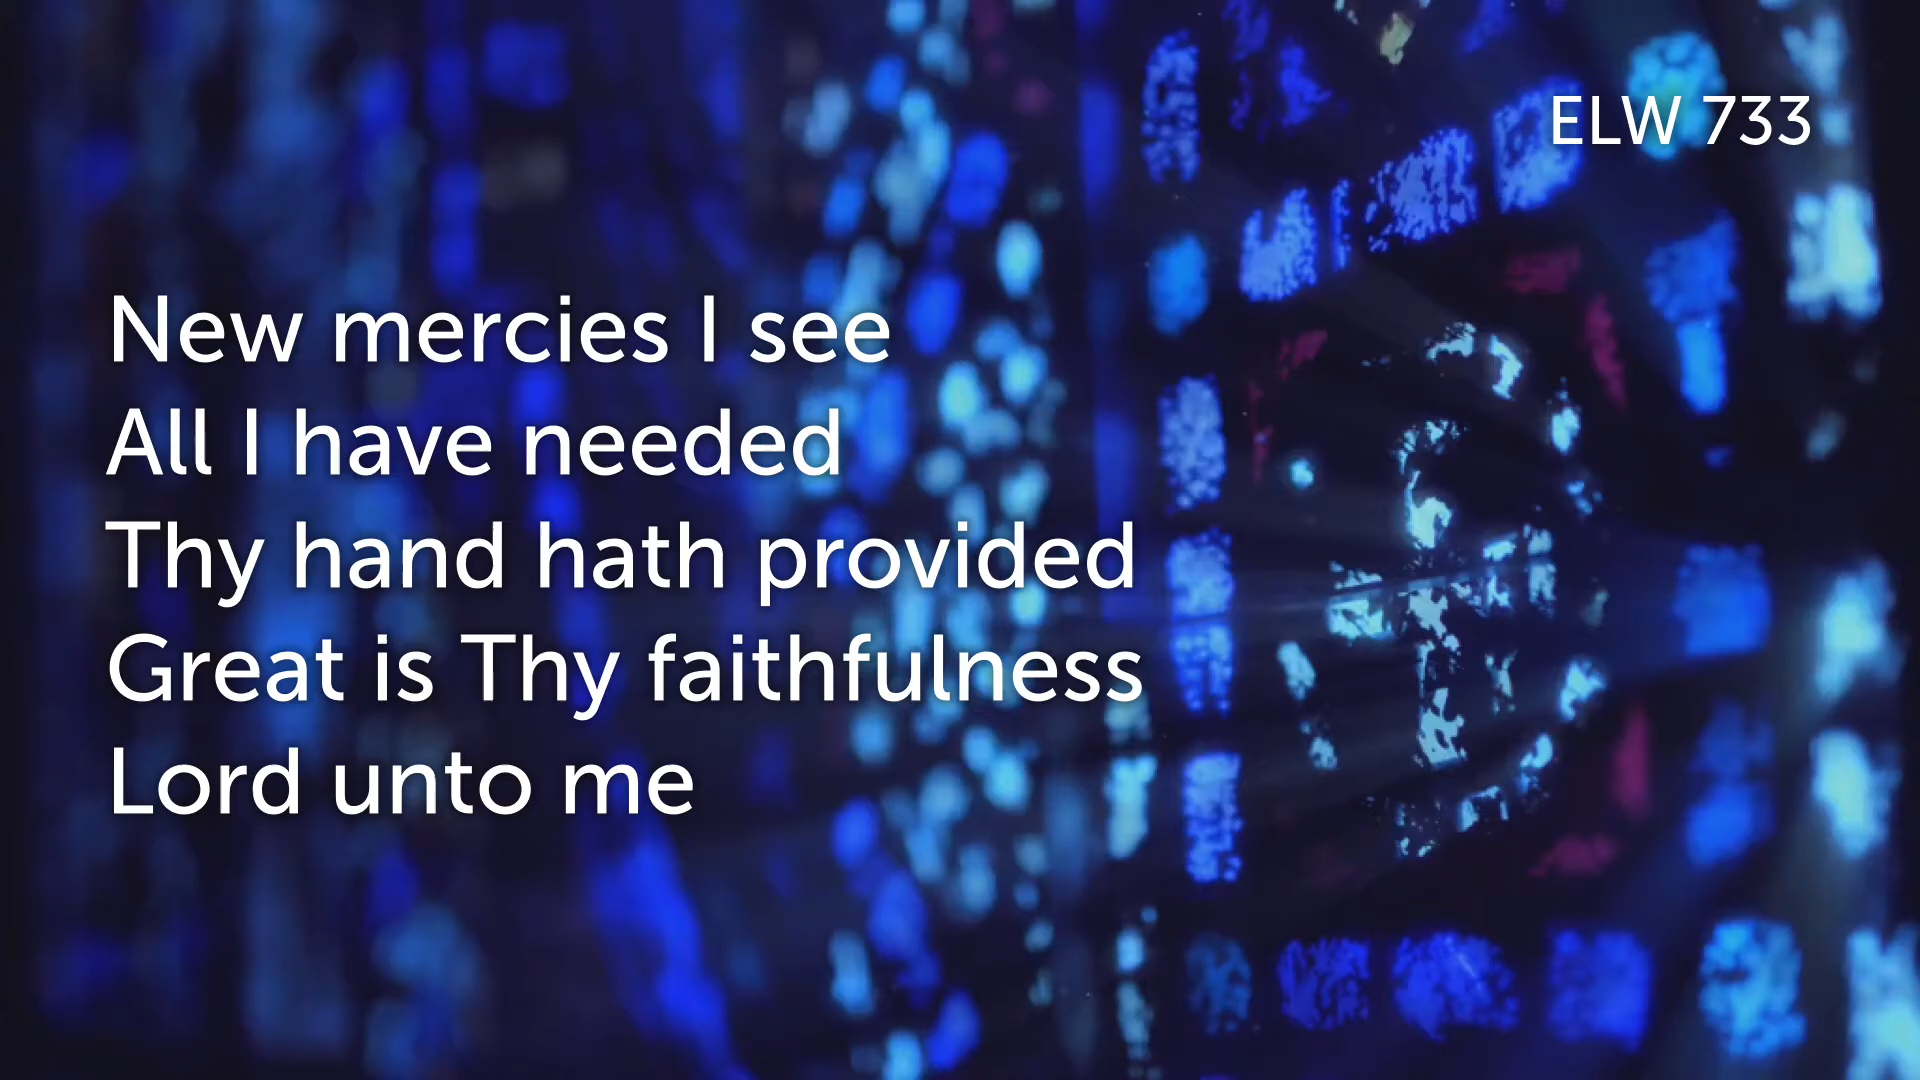 ELW 733
New mercies I see
All I have needed
Thy hand hath provided
Great is Thy faithfulness
Lord unto me